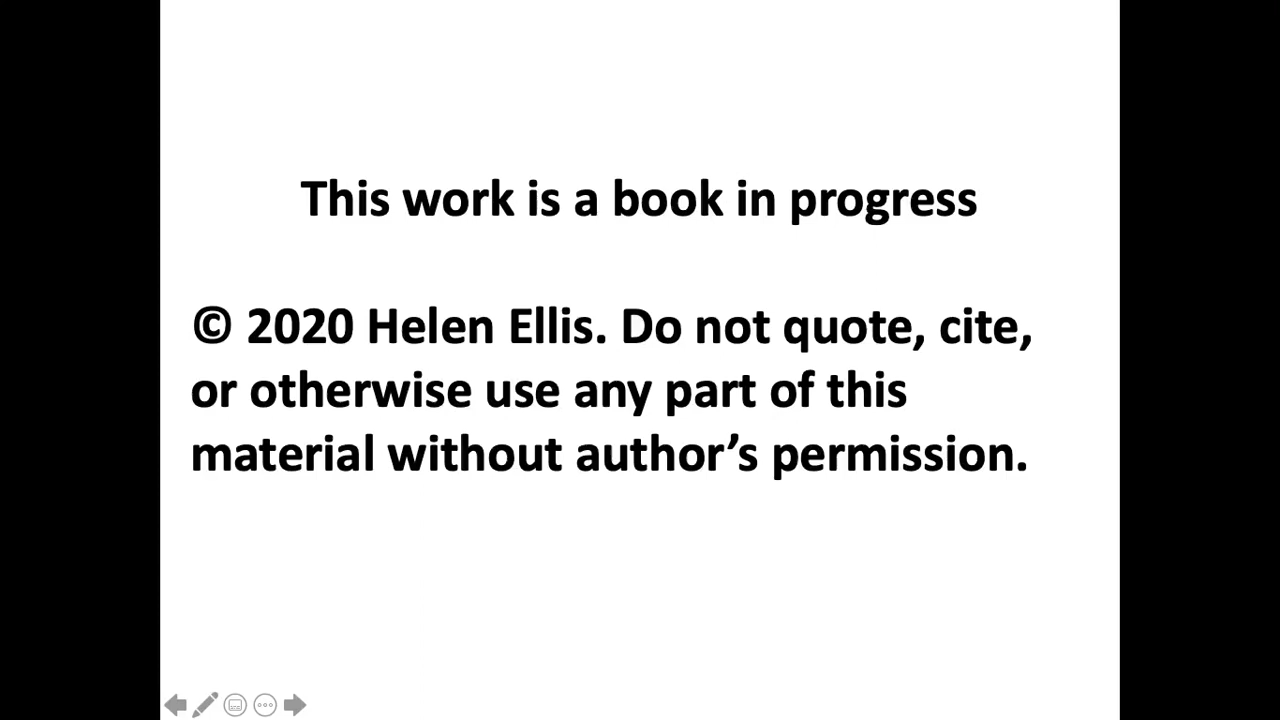 This work is a book in progress
© 2020 Helen Ellis. Do not quote, cite,
or otherwise use any part of this
material without author’s permission.